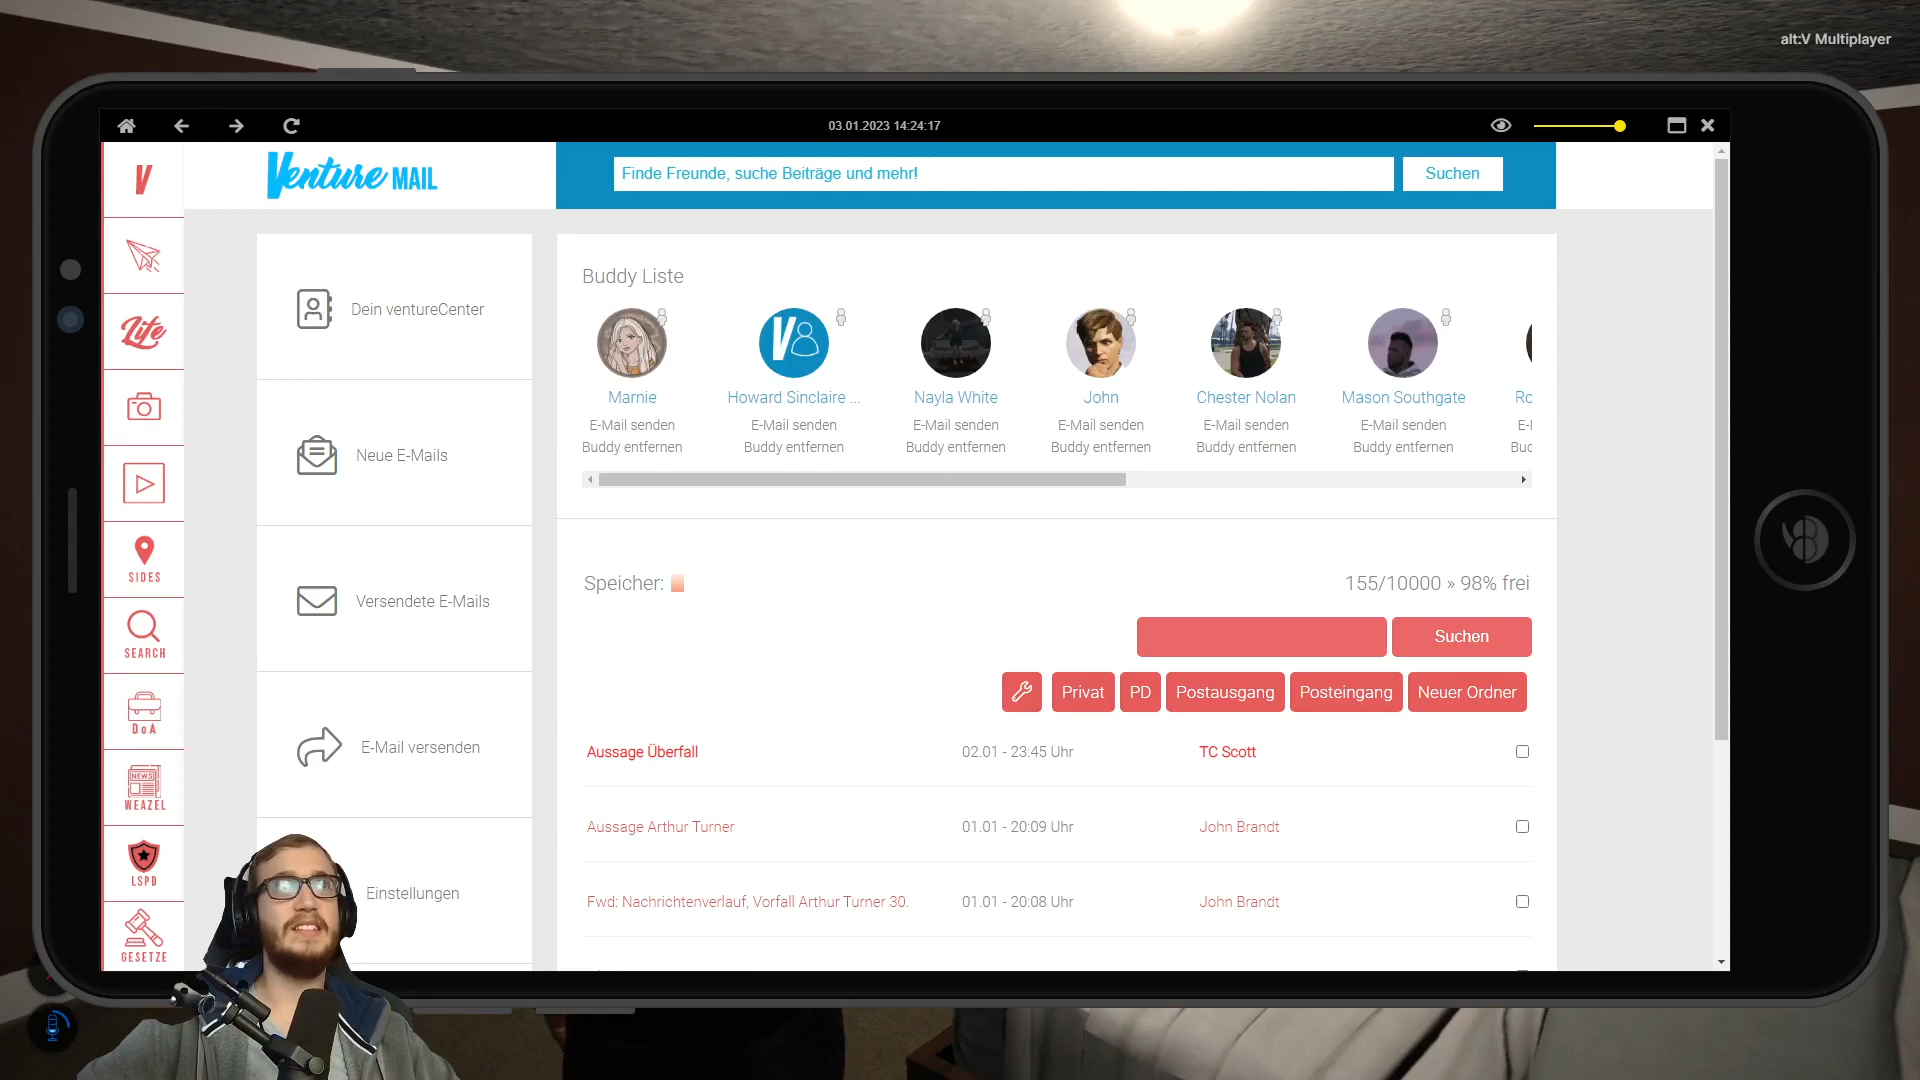 alt:V Multiplayer
03.01.2023 14:24:17
Venture MAIL
Finde Freunde, suche Beiträge und mehr!
Suchen
V
Life
SIDES
SEARCH
DoA
NEWS
WEAZEL
LSPD
GESETZE
Dein ventureCenter
Neue E-Mails
Versendete E-Mails
E-Mail versenden
Einstellungen
Buddy Liste
V
Marnie
Howard Sinclaire ...
Nayla White
John
Chester Nolan
Mason Southgate
Ro
E-Mail senden
E-Mail senden
E-Mail senden
E-Mail senden
E-Mail senden
E-Mail senden
Buddy entfernen
Buddy entfernen
Buddy entfernen
Buddy entfernen
Buddy entfernen
Buddy entfernen
Speicher:
155/10000 » 98% frei
Suchen
Privat
PD
Postausgang
Posteingang
Neuer Ordner
Aussage Überfall 02.01 - 23:45 Uhr TC Scott
Aussage Arthur Turner 01.01 - 20:09 Uhr John Brandt
Fwd: Nachrichtenverlauf, Vorfall Arthur Turner 30. 01.01 - 20:08 Uhr John Brandt